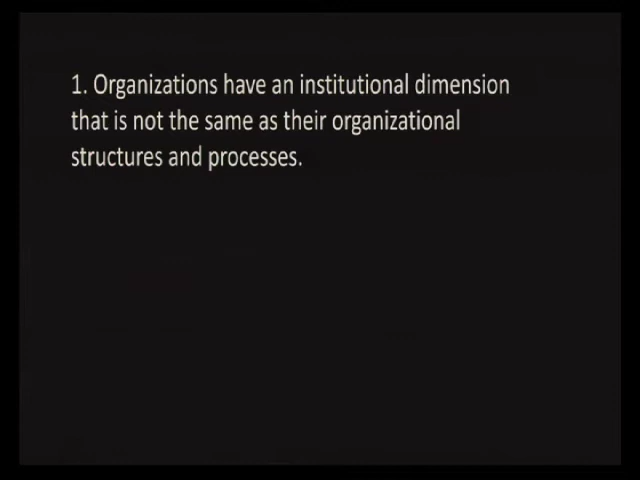 1. Organizations have an institutional dimension
that is not the same as their organizational
structures and processes.